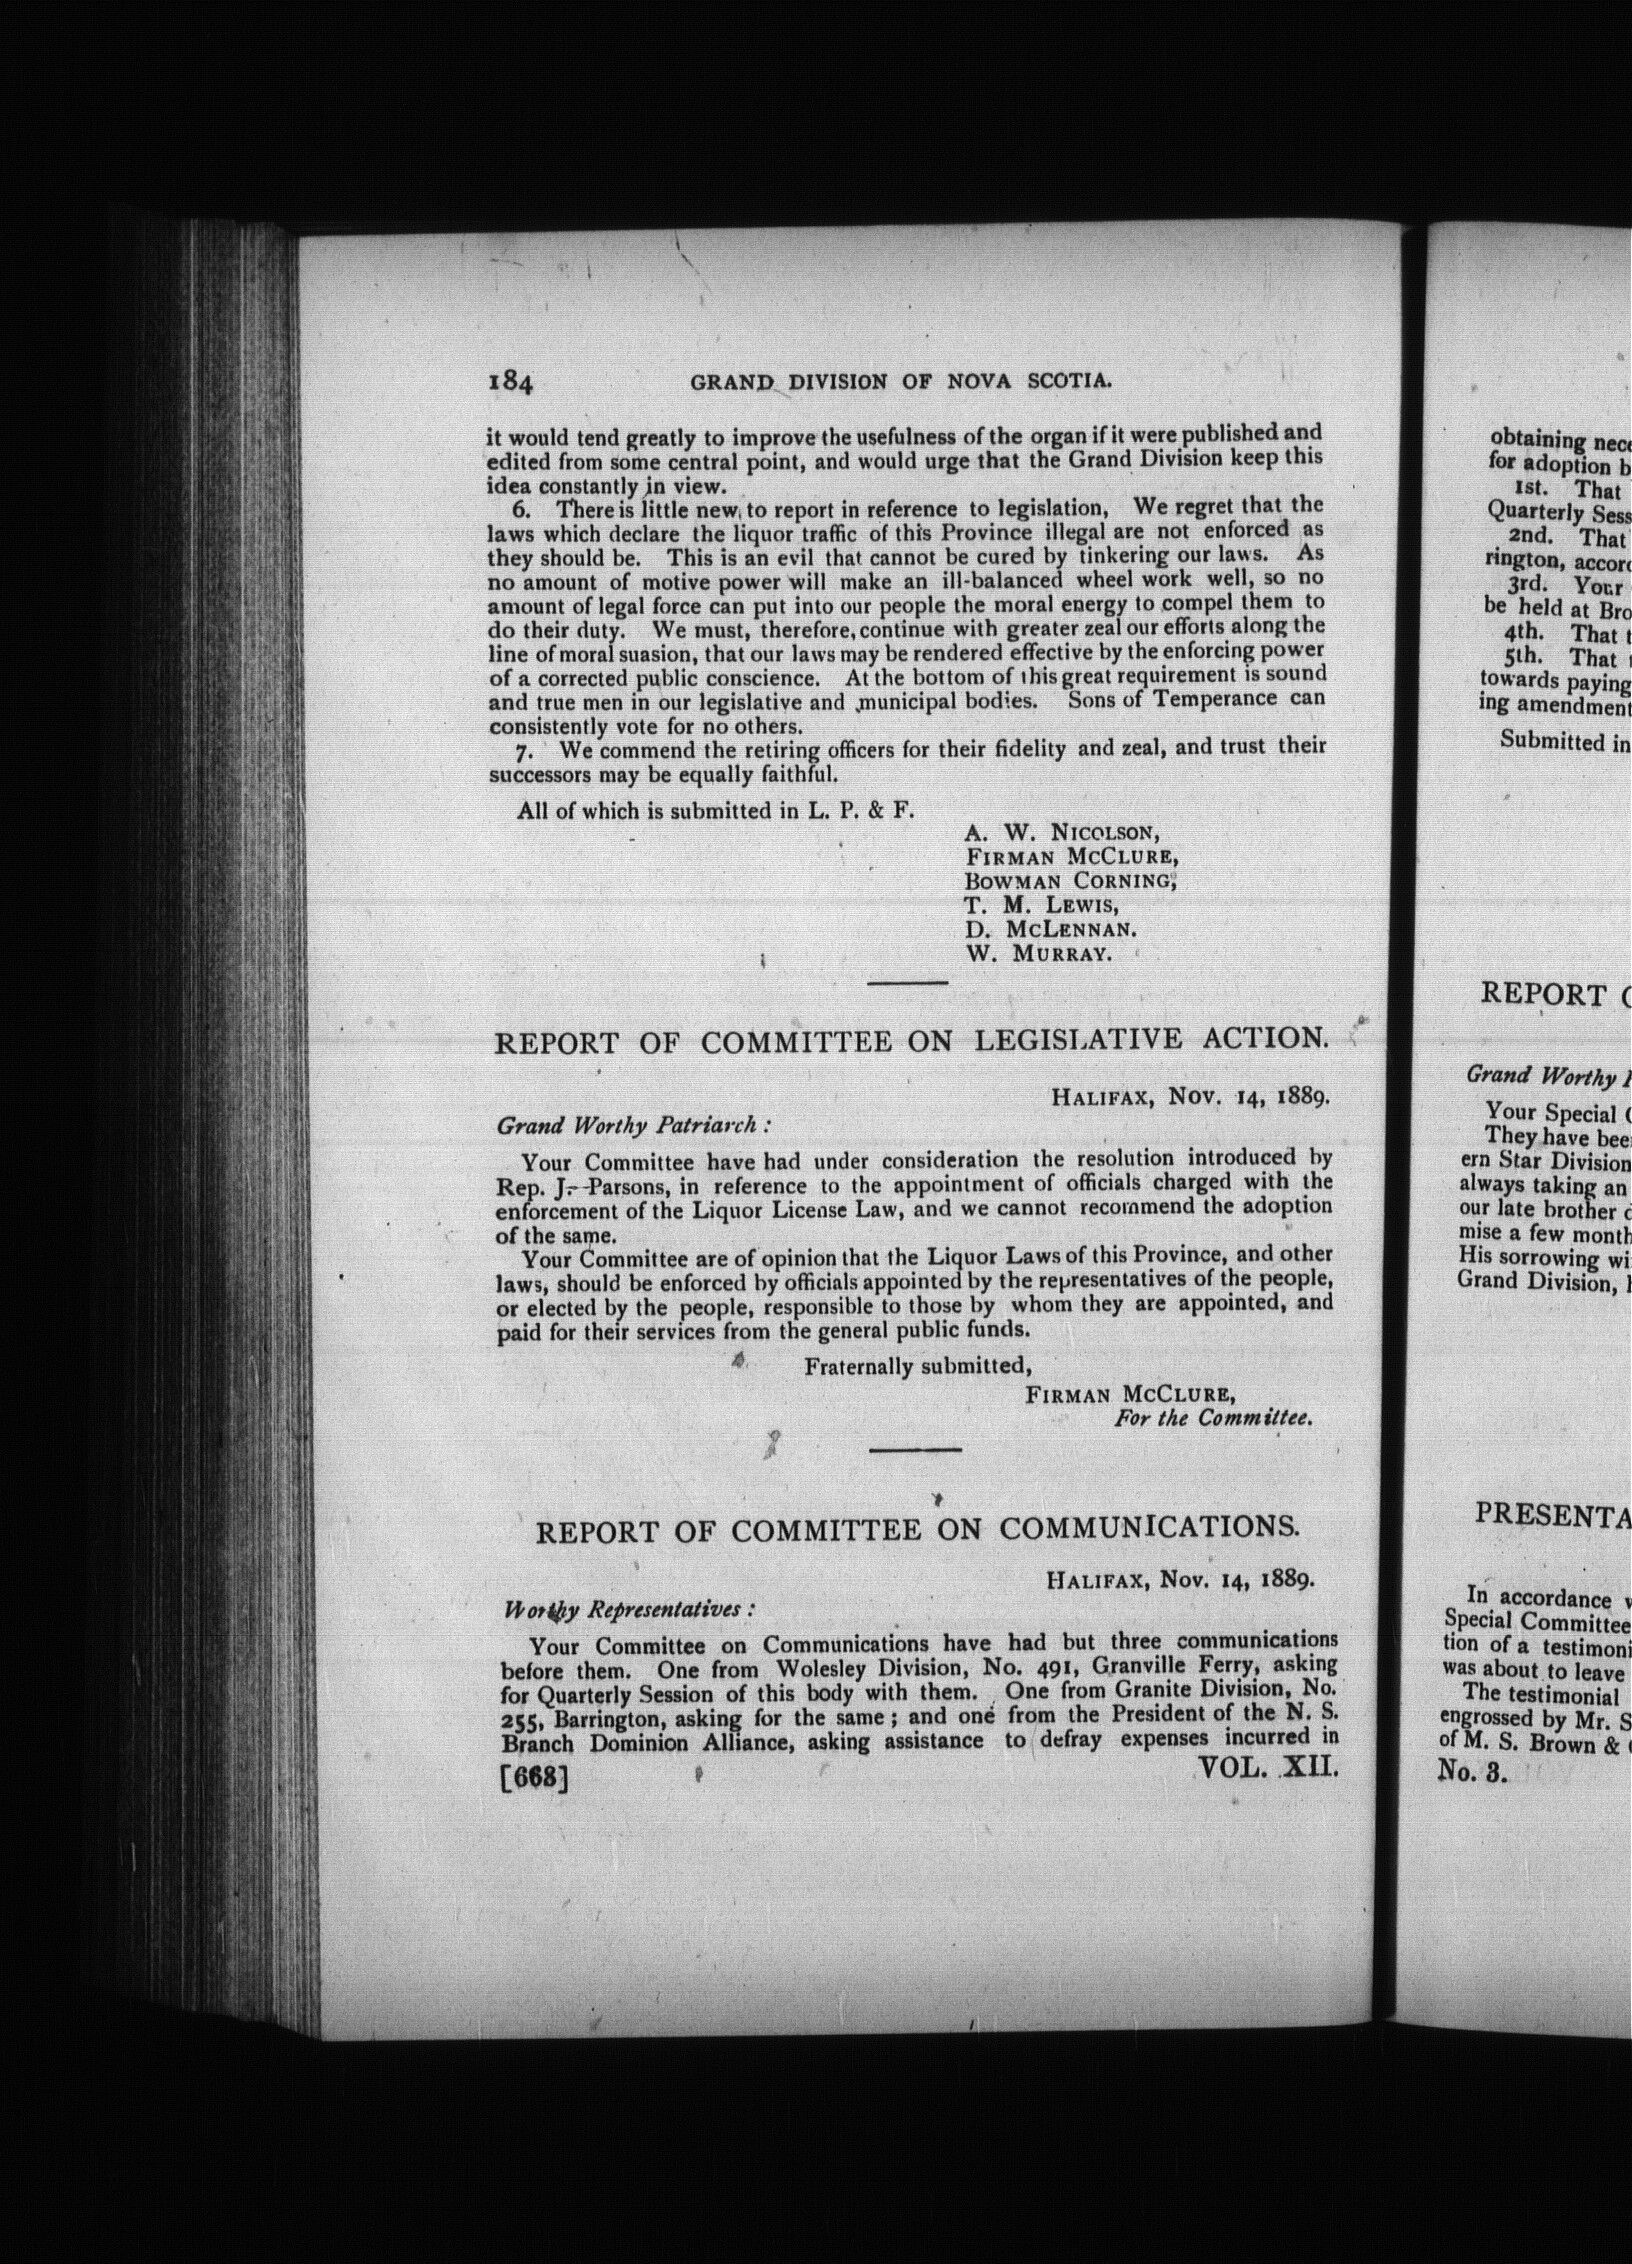 184 GRAND DIVISION OF NOVA SCOTIA.
it would tend greatly to improve the usefulness of the organ if it were published and
edited from some central point, and would urge that the Grand Division keep this
idea constantly in view.
6. There is little new to report in reference to legislation, We regret that the
laws which declare the liquor traffic of this Province illegal are not enforced as
they should be. This is an evil that cannot be cured by tinkering our laws. As
no amount of motive power will make an ill-balanced wheel work well, so no
amount of legal force can put into our people the moral energy to compel them to
do their duty. We must, therefore, continue with greater zeal our efforts along the
line of moral suasion, that our laws may be rendered effective by the enforcing power
of a corrected public conscience. At the bottom of this great requirement is sound
and true men in our legislative and municipal bodies. Sons of Temperance can
consistently vote for no others.
7. We commend the retiring officers for their fidelity and zeal, and trust their
successors may be equally faithful.
All of which is submitted in L. P. & F.
A. W. NICOLSON,
FIRMAN MCCLURE,
BOWMAN CORNING,
T. M. LEWIS,
D. MCLENNAN.
W. MURRAY.
REPORT OF COMMITTEE ON LEGISLATIVE ACTION.
HALIFAX, Nov. 14, 1889.
Grand Worthy Patriarch :
Your Committee have had under consideration the resolution introduced by
Rep. J. Parsons, in reference to the appointment of officials charged with the
enforcement of the Liquor License Law, and we cannot recommend the adoption
of the same.
Your Committee are of opinion that the Liquor Laws of this Province, and other
laws, should be enforced by officials appointed by the representatives of the people,
or elected by the people, responsible to those by whom they are appointed, and
paid for their services from the general public funds.
Fraternally submitted,
FIRMAN MCCLURE,
For the Committee.
REPORT OF COMMITTEE ON COMMUNICATIONS.
HALIFAX, Nov. 14, 1889.
Worthy Representatives :
Your Committee on Communications have had but three communications
before them. One from Wolesley Division, No. 491, Granville Ferry, asking
for Quarterly Session of this body with them. One from Granite Division, No.
255, Barrington, asking for the same ; and one from the President of the N. S.
Branch Dominion Alliance, asking assistance to defray expenses incurred in
[668] VOL. XII.
obtaining
for adoption
1st. That
Quarterly
2nd. That
rington,
3rd. Your
be held at
4th. That
5th. That
towards paying
ing
Submitted in
REPORT
Grand Worthy
Your Special
They have
ern Star Division
always taking an
our late brother
mise a few
His sorrowing
Grand Division,
In accordance
Special Committee
tion of a
was about to leave
The testimonial
engrossed by Mr.
of M. S. Brown &
No. 3.